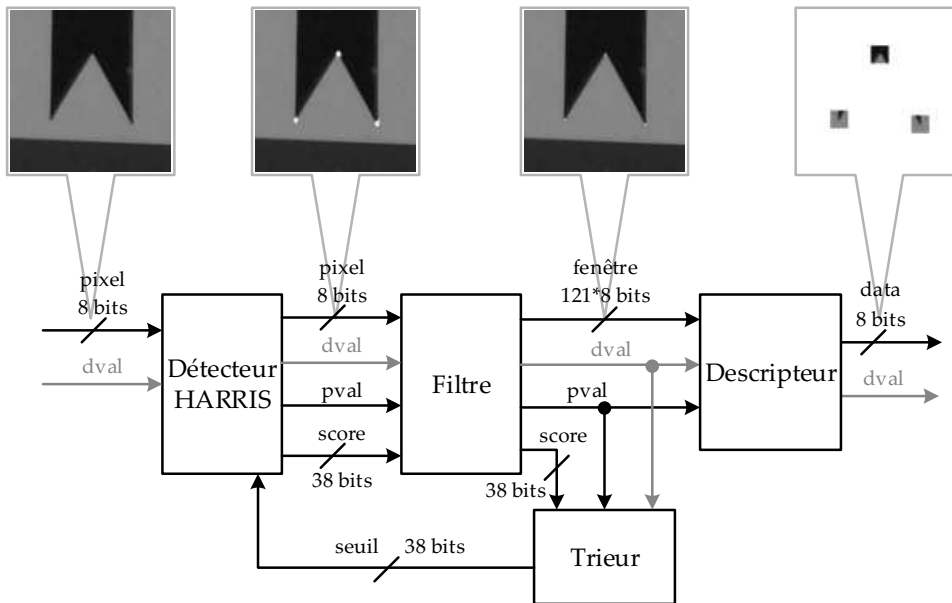 pixel
8 bits
dval
Détecteur
HARRIS
pixel
8 bits
dval
pval
score
38 bits
Filtre
fenêtre
121*8 bits
dval
pval
score
38 bits
Descripteur
data
8 bits
dval
seuil
38 bits
Trieur